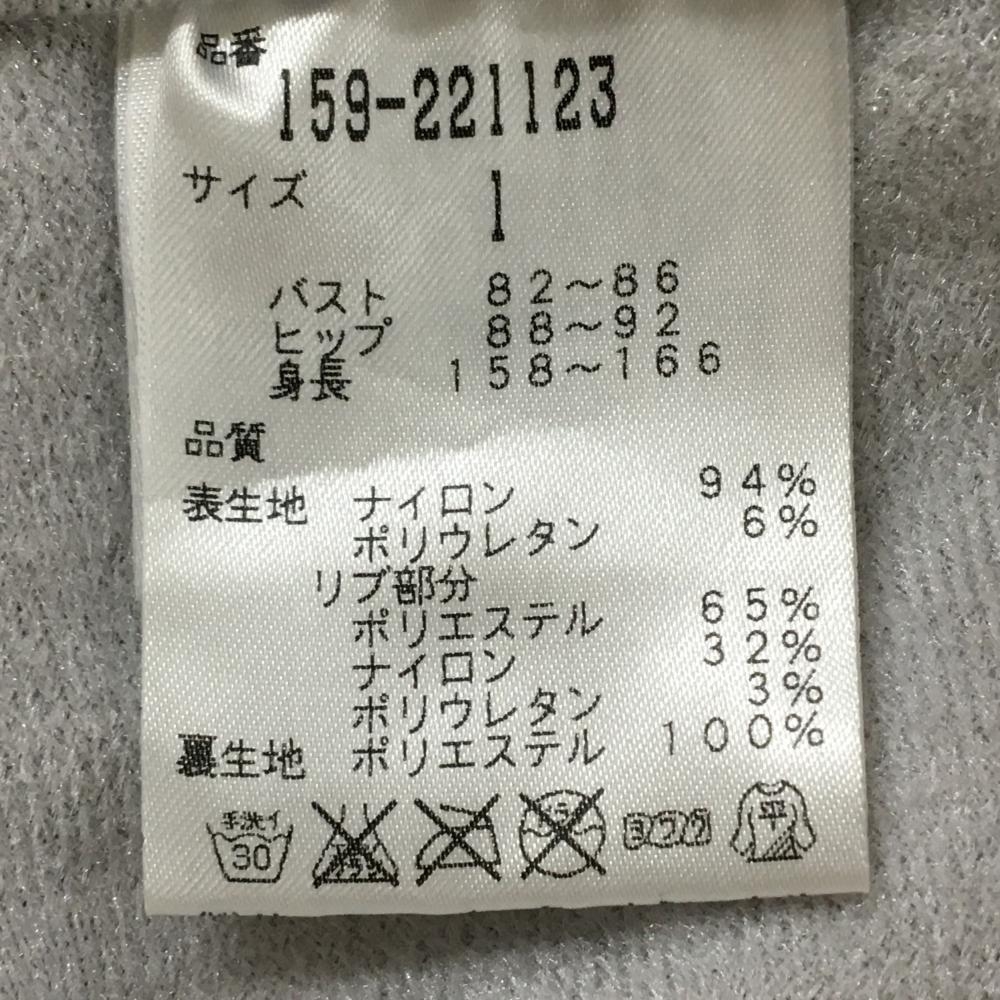 品番
159-221123
サイズ 1
バスト 82〜86
ヒップ 88〜92
身長 158〜166
品質
表生地 ナイロン 94%
ポリウレタン 6%
リブ部分
ポリエステル 65%
ナイロン 32%
ポリウレタン 3%
裏生地 ポリエステル 100%
手洗イ
30
平